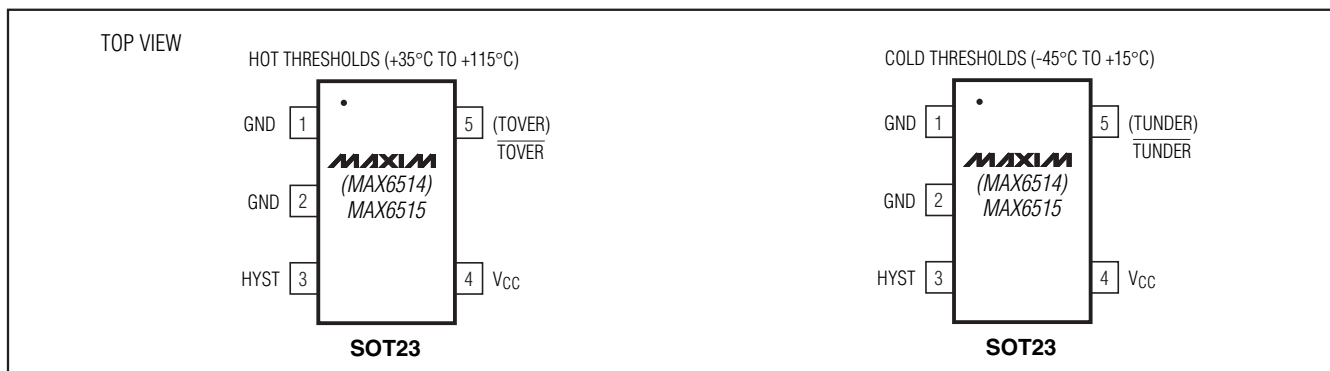 TOP VIEW
HOT THRESHOLDS (+35°C TO +115°C)
GND 1
5 (TOVER)
TOVER
MAXIM
(MAX6514)
MAX6515
GND 2
HYST 3
4 VCC
SOT23
COLD THRESHOLDS (-45°C TO +15°C)
GND 1
5 (TUNDER)
TUNDER
MAXIM
(MAX6514)
MAX6515
GND 2
HYST 3
4 VCC
SOT23